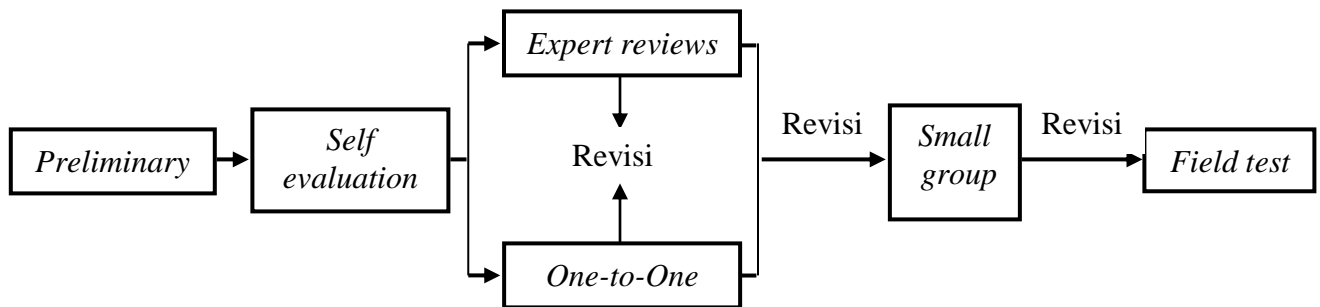 Preliminary
Self
evaluation
Expert reviews
Revisi
One-to-One
Revisi
Small
group
Revisi
Field test